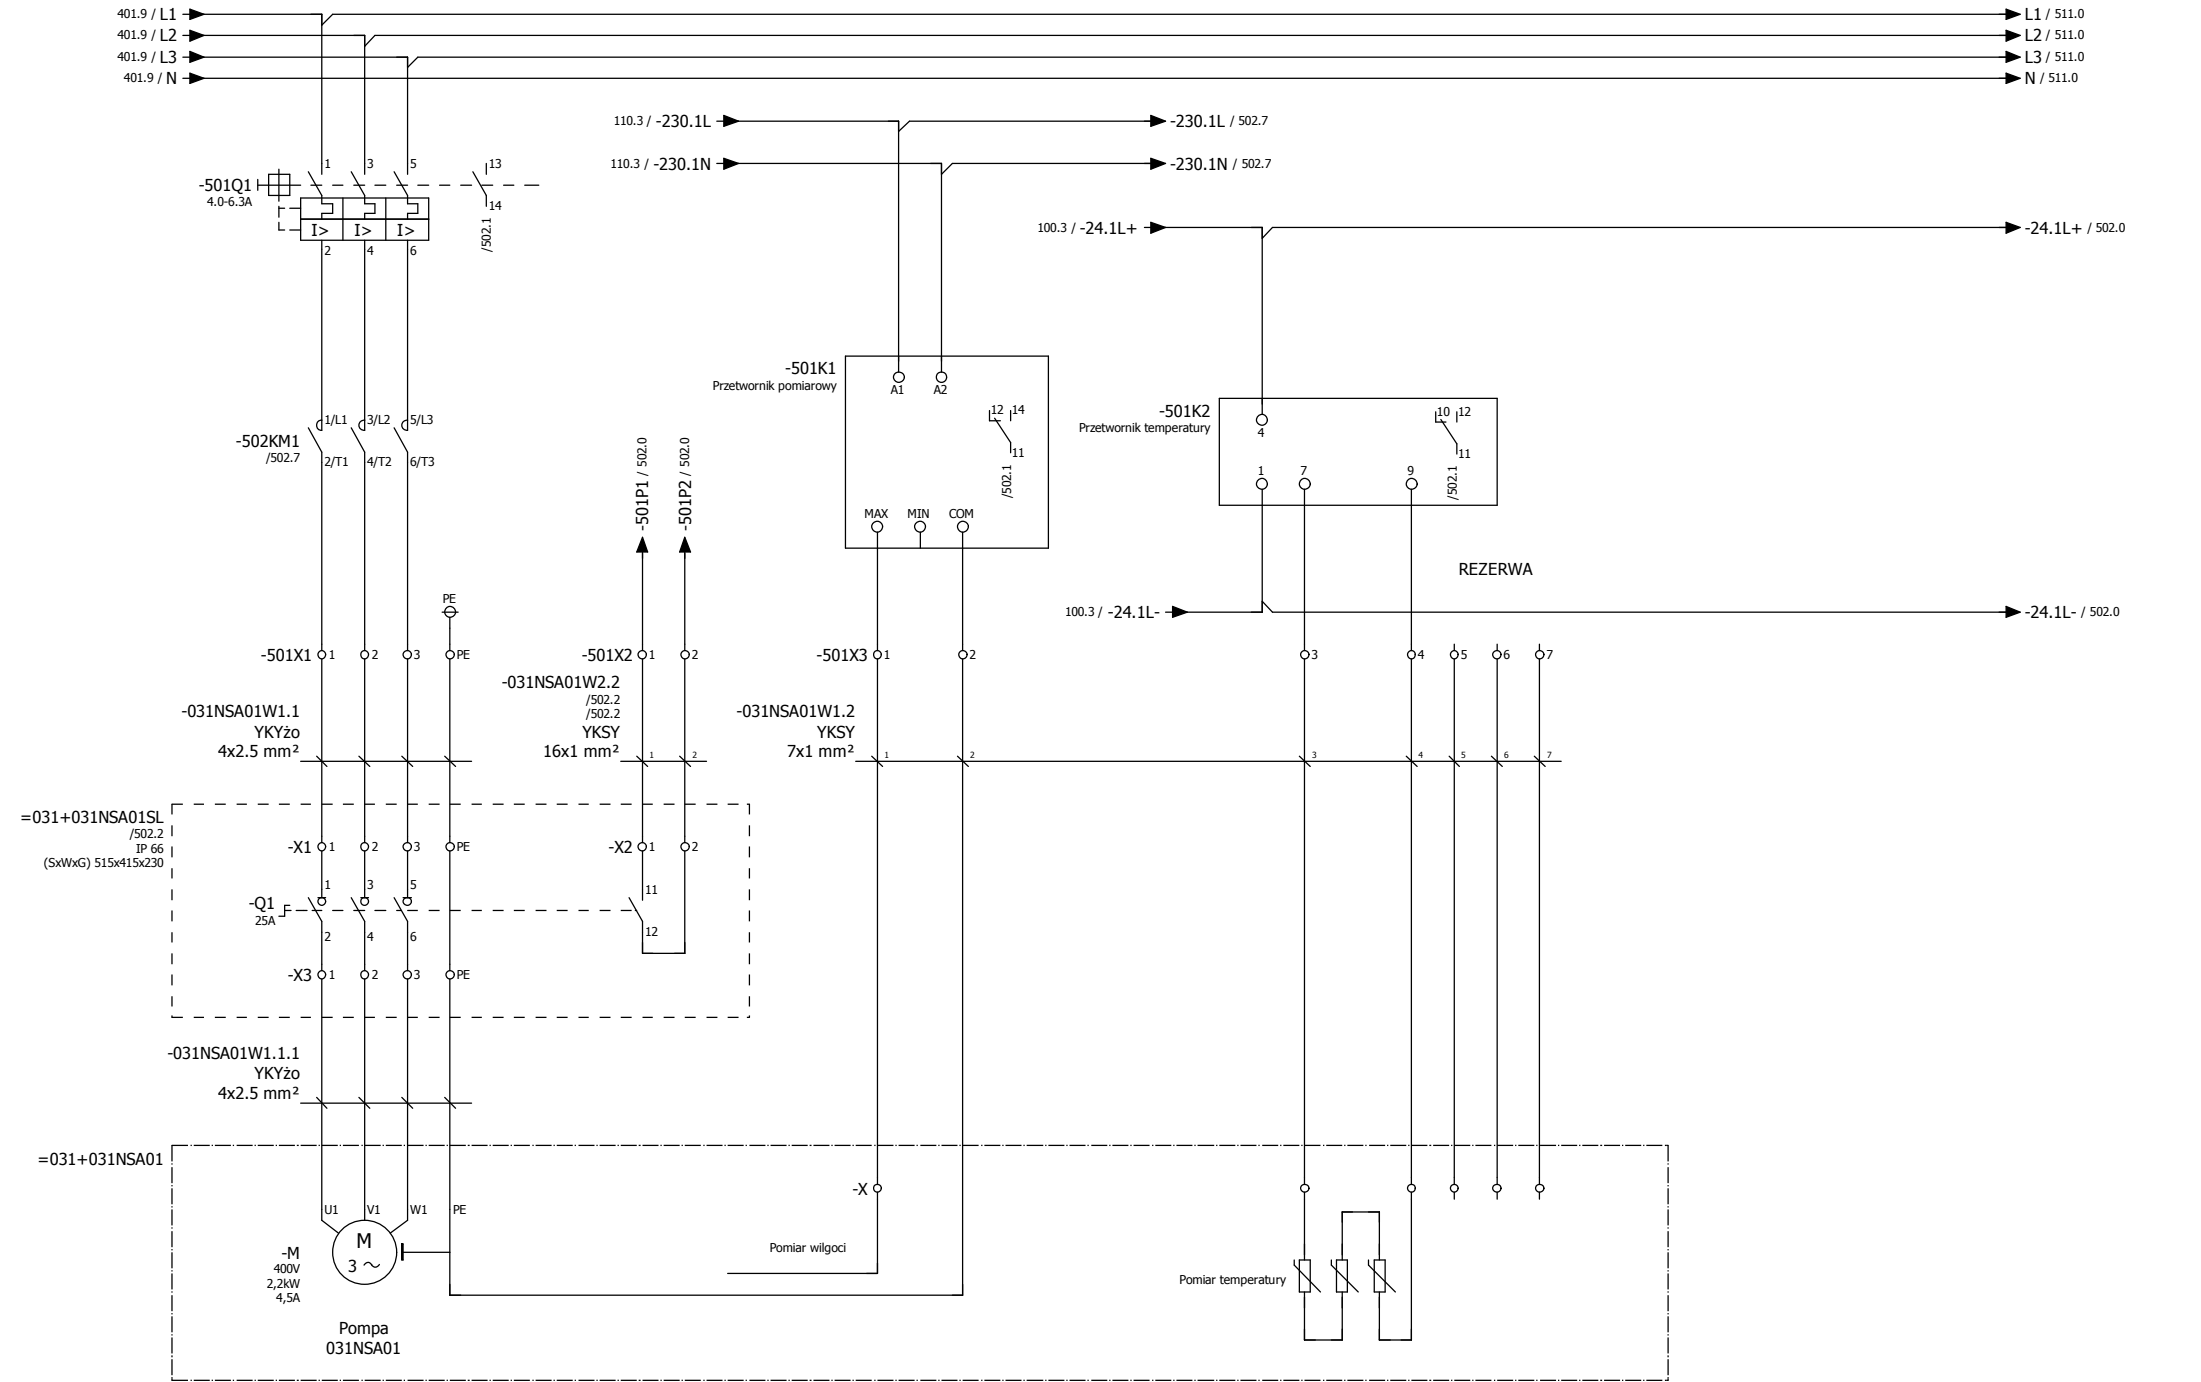 401.9 / L1
L1 / 511.0
401.9 / L2
L2 / 511.0
401.9 / L3
L3 / 511.0
401.9 / N
N / 511.0
110.3 / -230.1L
-230.1L / 502.7
110.3 / -230.1N
-230.1N / 502.7
1 3 5 13
-501Q1
4.0-6.3A
14
I> I> I>
2 4 6
/502.1
100.3 / -24.1L+
-24.1L+ / 502.0
-501K1
Przetwornik pomiarowy
A1 A2
12 14
11
/502.1
MAX MIN COM
-501K2
Przetwornik temperatury
4
10 12
11
/502.1
1 7 9
-502KM1
/502.7
1/L1 3/L2 5/L3
2/T1 4/T2 6/T3
-501P1 / 502.0
-501P2 / 502.0
REZERWA
PE
100.3 / -24.1L-
-24.1L- / 502.0
-501X1 1 2 3 PE
-501X2 1 2
-501X3 1 2 3 4 5 6 7
-031NSA01W1.1
YKYżo
4x2.5 mm²
-031NSA01W2.2
/502.2
/502.2
YKSY
16x1 mm²
1 2
-031NSA01W1.2
YKSY
7x1 mm²
1 2 3 4 5 6 7
=031+031NSA01SL
/502.2
IP 66
(SxWxG) 515x415x230
-X1 1 2 3 PE
-X2 1 2
1 3 5 11
-Q1
25A
2 4 6 12
-X3 1 2 3 PE
-031NSA01W1.1.1
YKYżo
4x2.5 mm²
=031+031NSA01
-X
U1 V1 W1 PE
M
3 ~
-M
400V
2,2kW
4,5A
Pomiar wilgoci
Pomiar temperatury
Pompa
031NSA01